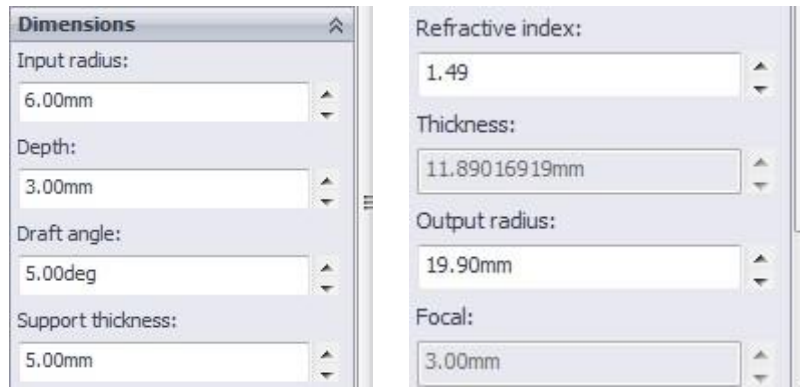 Dimensions
Input radius:
6.00mm
Depth:
3.00mm
Draft angle:
5.00deg
Support thickness:
5.00mm
Refractive index:
1.49
Thickness:
11.89016919mm
Output radius:
19.90mm
Focal:
3.00mm